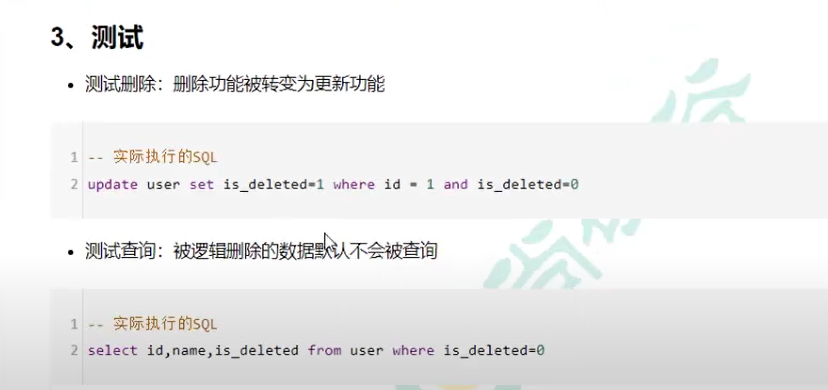 3、测试
• 测试删除：删除功能被转变为更新功能
1 -- 实际执行的SQL
2 update user set is_deleted=1 where id = 1 and is_deleted=0
• 测试查询：被逻辑删除的数据默认不会被查询
1 -- 实际执行的SQL
2 select id,name,is_deleted from user where is_deleted=0